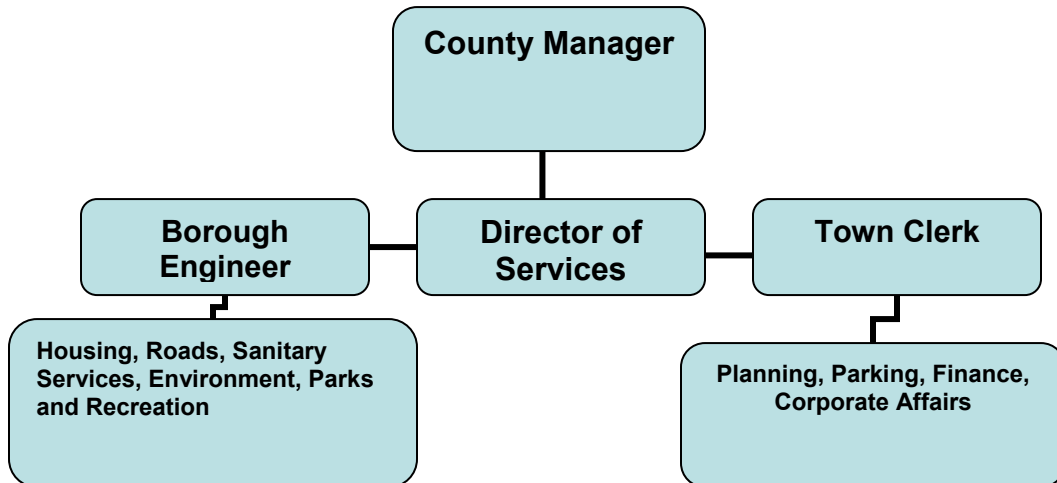 County Manager
Borough
Engineer
Director of
Services
Town Clerk
Housing, Roads, Sanitary
Services, Environment, Parks
and Recreation
Planning, Parking, Finance,
Corporate Affairs